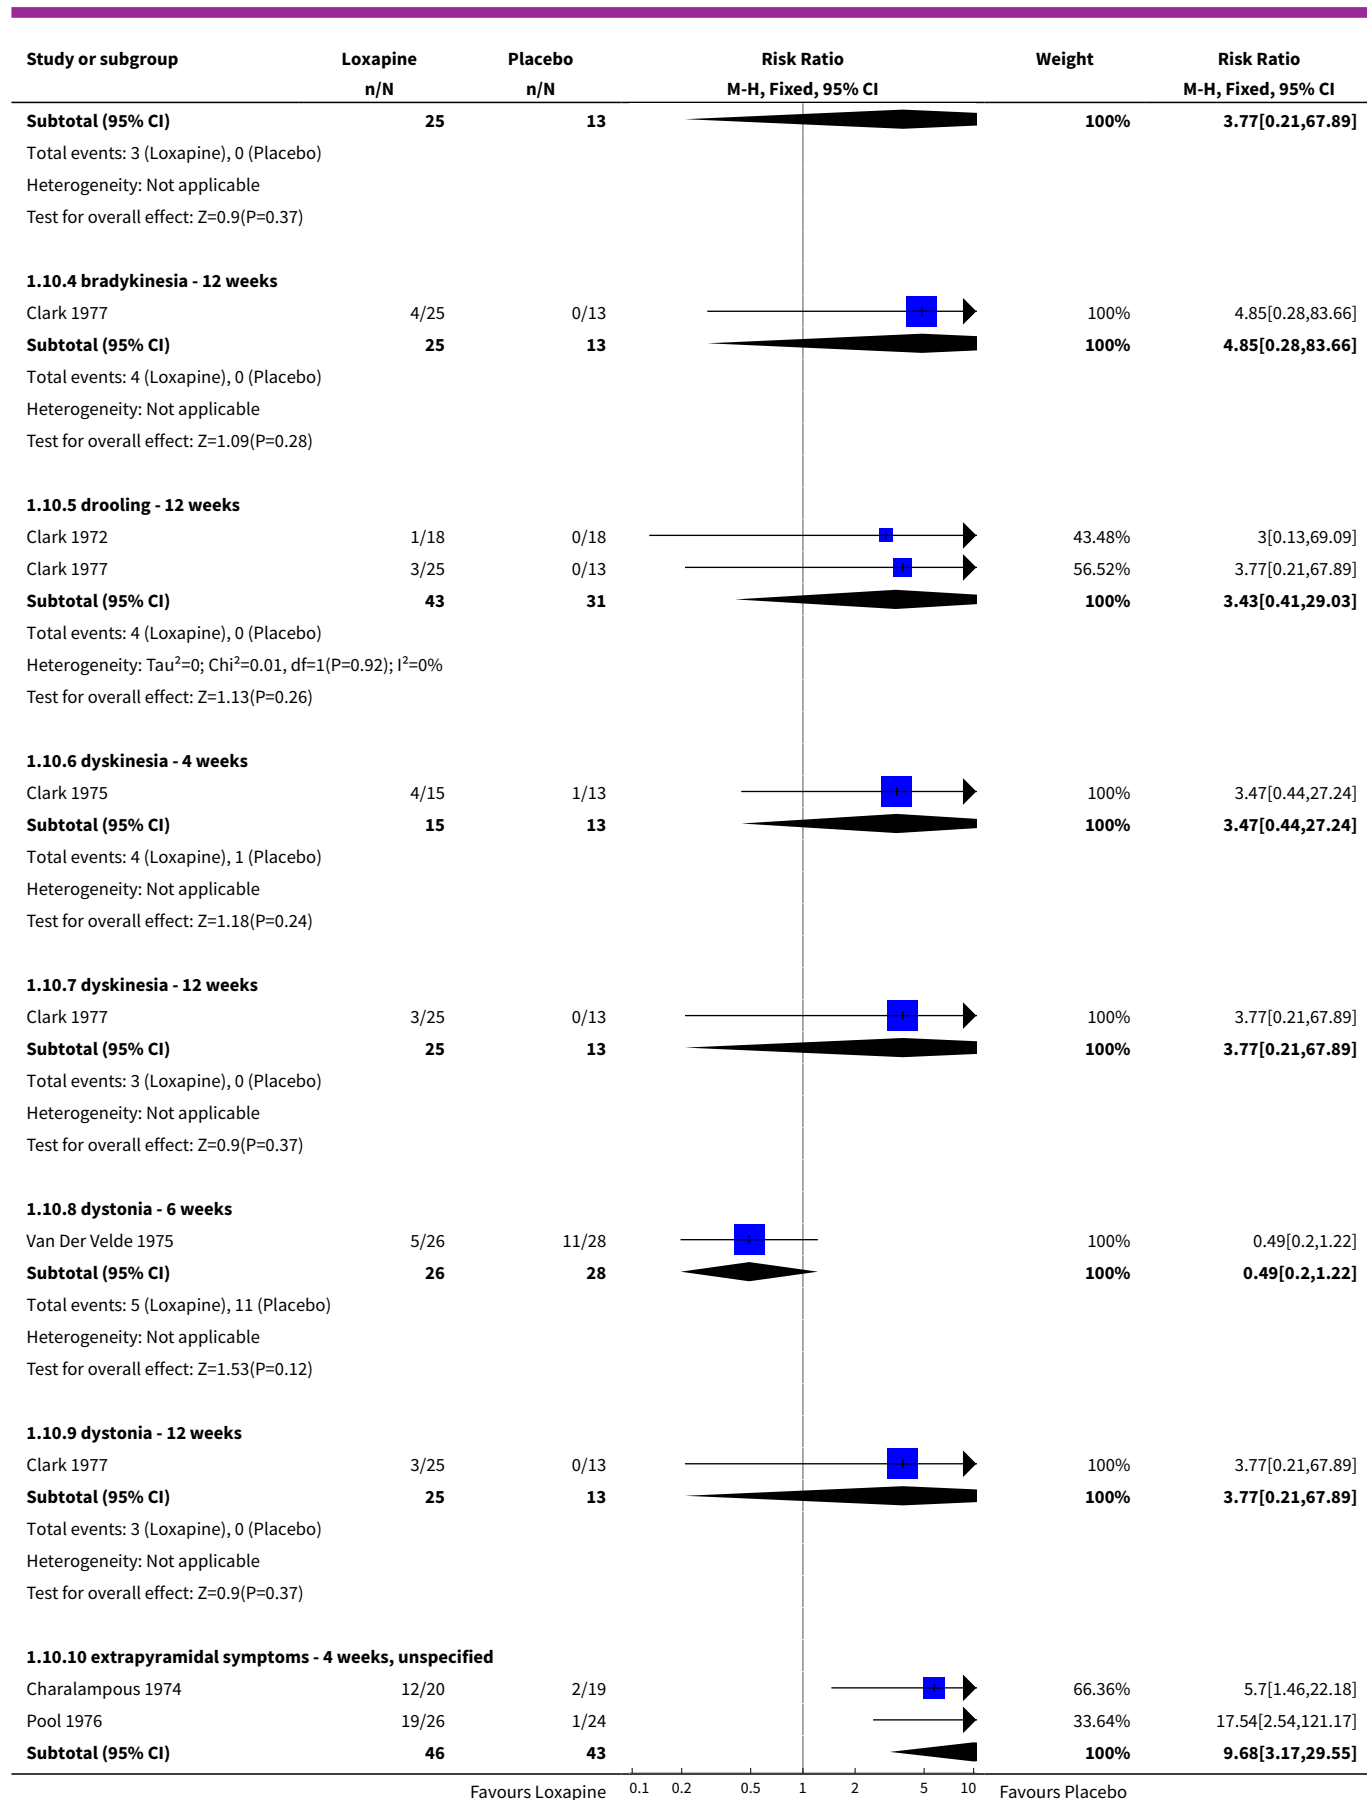 Study or subgroup Loxapine Placebo Risk Ratio Weight Risk Ratio
n/N n/N M-H, Fixed, 95% CI M-H, Fixed, 95% CI
Subtotal (95% CI) 25 13 100% 3.77[0.21,67.89]
Total events: 3 (Loxapine), 0 (Placebo)
Heterogeneity: Not applicable
Test for overall effect: Z=0.9(P=0.37)
1.10.4 bradykinesia - 12 weeks
Clark 1977 4/25 0/13 100% 4.85[0.28,83.66]
Subtotal (95% CI) 25 13 100% 4.85[0.28,83.66]
Total events: 4 (Loxapine), 0 (Placebo)
Heterogeneity: Not applicable
Test for overall effect: Z=1.09(P=0.28)
1.10.5 drooling - 12 weeks
Clark 1972 1/18 0/18 43.48% 3[0.13,69.09]
Clark 1977 3/25 0/13 56.52% 3.77[0.21,67.89]
Subtotal (95% CI) 43 31 100% 3.43[0.41,29.03]
Total events: 4 (Loxapine), 0 (Placebo)
Heterogeneity: Tau²=0; Chi²=0.01, df=1(P=0.92); I²=0%
Test for overall effect: Z=1.13(P=0.26)
1.10.6 dyskinesia - 4 weeks
Clark 1975 4/15 1/13 100% 3.47[0.44,27.24]
Subtotal (95% CI) 15 13 100% 3.47[0.44,27.24]
Total events: 4 (Loxapine), 1 (Placebo)
Heterogeneity: Not applicable
Test for overall effect: Z=1.18(P=0.24)
1.10.7 dyskinesia - 12 weeks
Clark 1977 3/25 0/13 100% 3.77[0.21,67.89]
Subtotal (95% CI) 25 13 100% 3.77[0.21,67.89]
Total events: 3 (Loxapine), 0 (Placebo)
Heterogeneity: Not applicable
Test for overall effect: Z=0.9(P=0.37)
1.10.8 dystonia - 6 weeks
Van Der Velde 1975 5/26 11/28 100% 0.49[0.2,1.22]
Subtotal (95% CI) 26 28 100% 0.49[0.2,1.22]
Total events: 5 (Loxapine), 11 (Placebo)
Heterogeneity: Not applicable
Test for overall effect: Z=1.53(P=0.12)
1.10.9 dystonia - 12 weeks
Clark 1977 3/25 0/13 100% 3.77[0.21,67.89]
Subtotal (95% CI) 25 13 100% 3.77[0.21,67.89]
Total events: 3 (Loxapine), 0 (Placebo)
Heterogeneity: Not applicable
Test for overall effect: Z=0.9(P=0.37)
1.10.10 extrapyramidal symptoms - 4 weeks, unspecified
Charalampous 1974 12/20 2/19 66.36% 5.7[1.46,22.18]
Pool 1976 19/26 1/24 33.64% 17.54[2.54,121.17]
Subtotal (95% CI) 46 43 100% 9.68[3.17,29.55]
Favours Loxapine 0.1 0.2 0.5 1 2 5 10 Favours Placebo